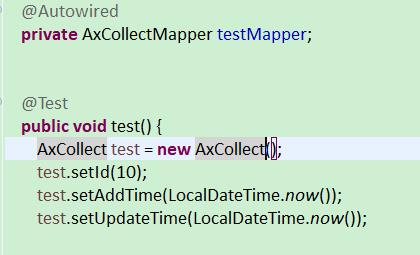 @Autowired
private AxCollectMapper testMapper;
@Test
public void test() {
AxCollect test = new AxCollect();
test.setId(10);
test.setAddTime(LocalDateTime.now());
test.setUpdateTime(LocalDateTime.now());